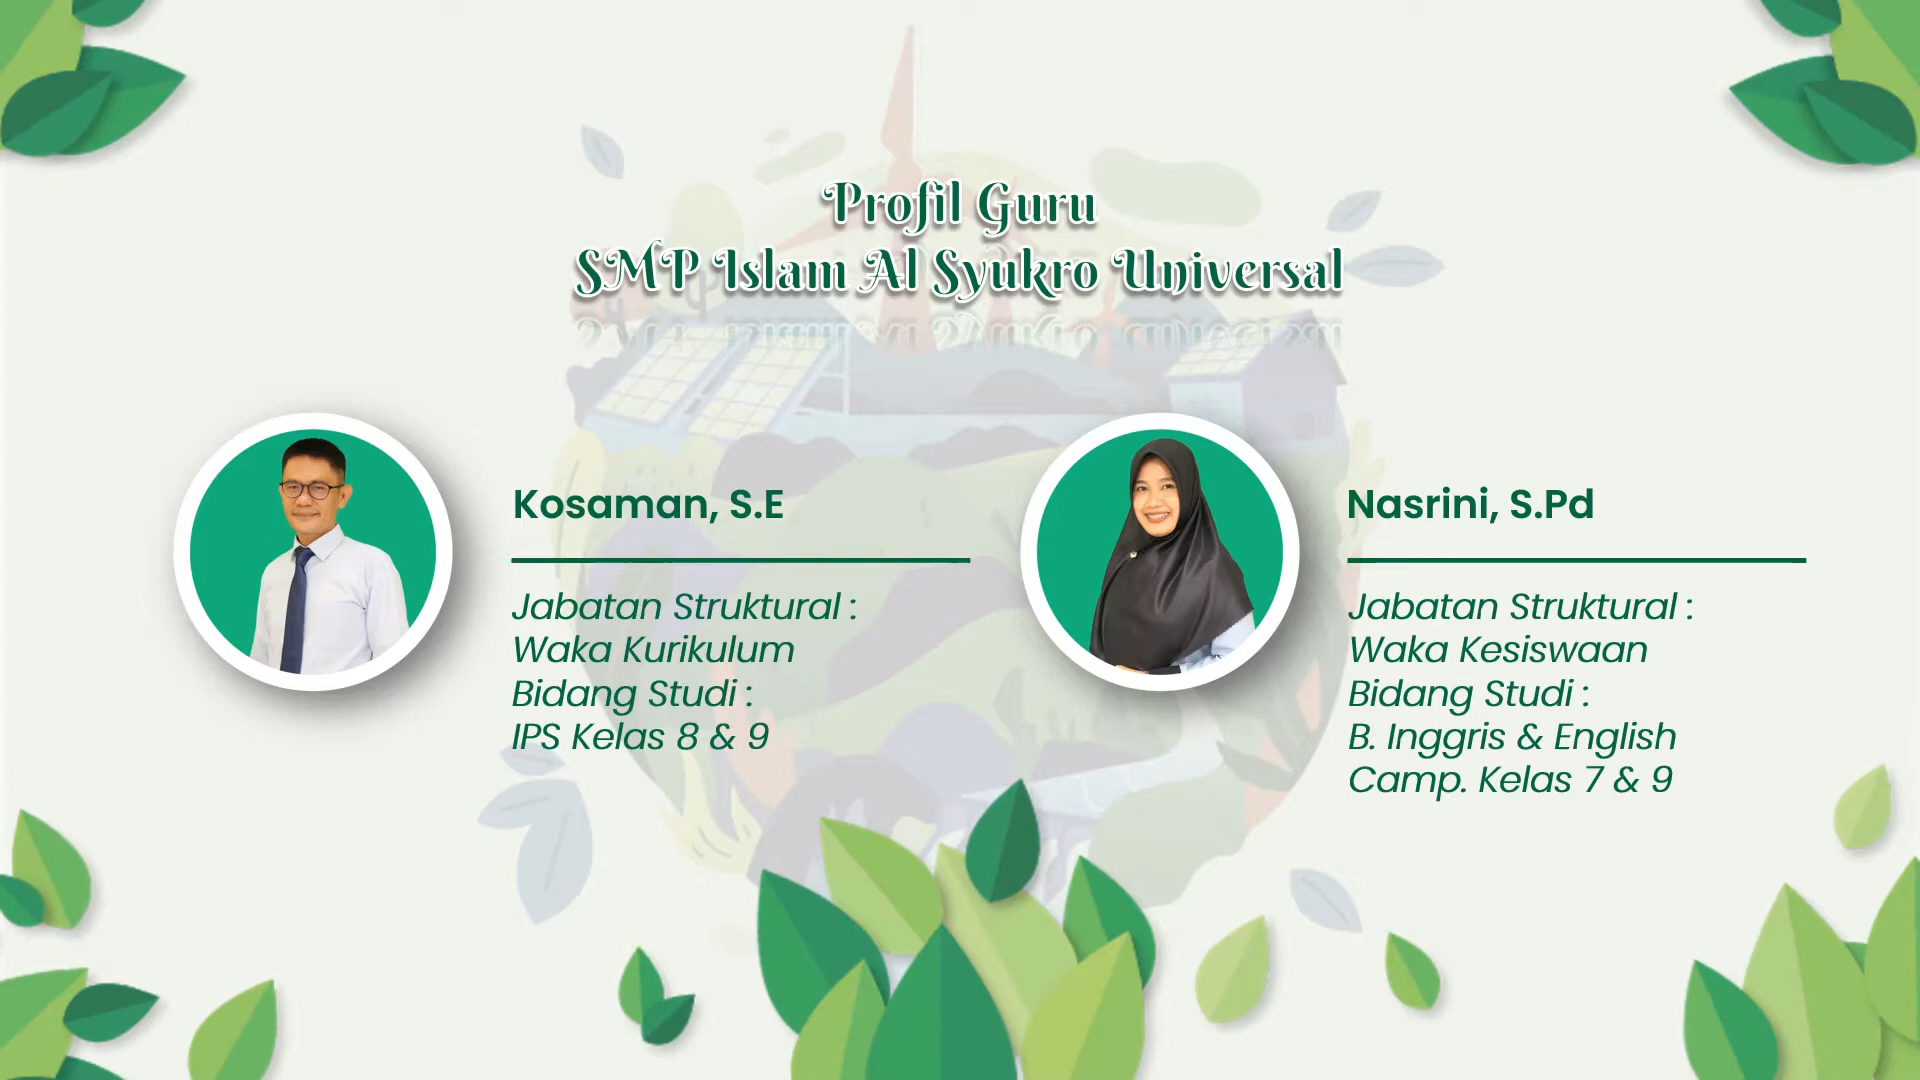 Profil Guru
SMP Islam Al Syukro Universal
Kosaman, S.E
Jabatan Struktural :
Waka Kurikulum
Bidang Studi :
IPS Kelas 8 & 9
Nasrini, S.Pd
Jabatan Struktural :
Waka Kesiswaan
Bidang Studi :
B. Inggris & English
Camp. Kelas 7 & 9